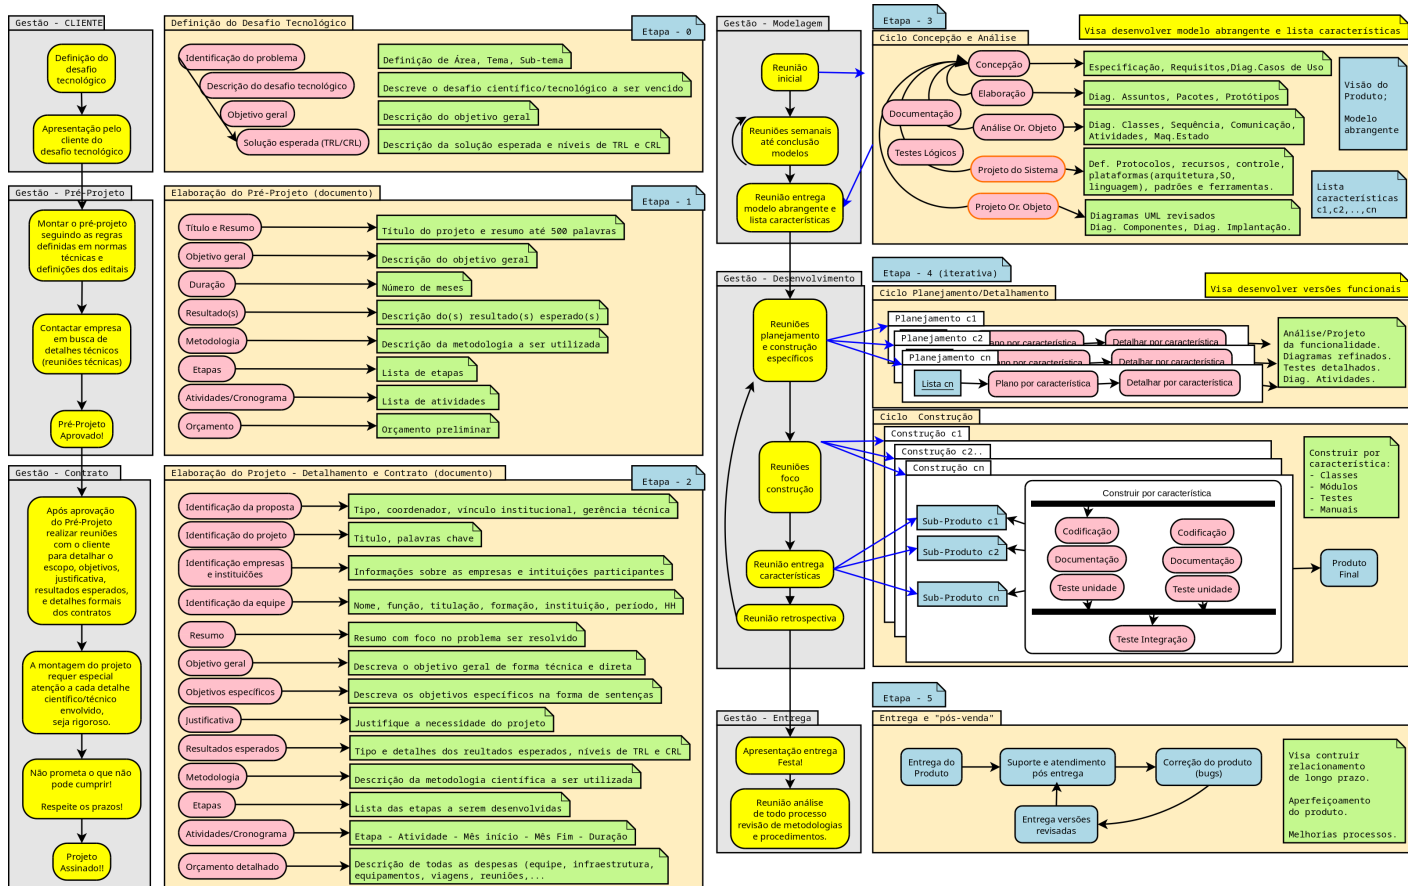 Gestão - CLIENTE
Definição do
desafio
tecnológico
Apresentação pelo
cliente do
desafio tecnológico
Definição do Desafio Tecnológico
Etapa - 0
Identificação do problema
Definição de Área, Tema, Sub-tema
Descrição do desafio tecnológico
Descreve o desafio científico/tecnológico a ser vencido
Objetivo geral
Descrição do objetivo geral
Solução esperada (TRL/CRL)
Descrição da solução esperada e níveis de TRL e CRL
Gestão - Pré-Projeto
Montar o pré-projeto
seguindo as regras
definidas em normas
técnicas e
definições dos editais
Contactar empresa
em busca de
detalhes técnicos
(reuniões técnicas)
Pré-Projeto
Aprovado!
Elaboração do Pré-Projeto (documento)
Etapa - 1
Título e Resumo
Título do projeto e resumo até 500 palavras
Objetivo geral
Descrição do objetivo geral
Duração
Número de meses
Resultado(s)
Descrição do(s) resultado(s) esperado(s)
Metodologia
Descrição da metodologia a ser utilizada
Etapas
Lista de etapas
Atividades/Cronograma
Lista de atividades
Orçamento
Orçamento preliminar
Gestão - Contrato
Após aprovação
do Pré-Projeto
realizar reuniões
com o cliente
para detalhar o
escopo, objetivos,
justificativa,
resultados esperados,
e detalhes formais
dos contratos
A montagem do projeto
requer especial
atenção a cada detalhe
científico/técnico
envolvido,
seja rigoroso.
Não prometa o que não
pode cumprir!
Respeite os prazos!
Projeto
Assinado!!
Elaboração do Projeto - Detalhamento e Contrato (documento)
Etapa - 2
Identificação da proposta
Tipo, coordenador, vínculo institucional, gerência técnica
Identificação do projeto
Título, palavras chave
Identificação empresas
e instituicões
Informações sobre as empresas e intituições participantes
Identificação da equipe
Nome, função, titulação, formação, instituição, período, HH
Resumo
Resumo com foco no problema ser resolvido
Objetivo geral
Descreva o objetivo geral de forma técnica e direta
Objetivos específicos
Descreva os objetivos específicos na forma de sentenças
Justificativa
Justifique a necessidade do projeto
Resultados esperados
Tipo e detalhes dos reultados esperados, níveis de TRL e CRL
Metodologia
Descrição da metodologia científica a ser utilizada
Etapas
Lista das etapas a serem desenvolvidas
Atividades/Cronograma
Etapa - Atividade - Mês início - Mês Fim - Duração
Orçamento detalhado
Descrição de todas as despesas (equipe, infraestrutura,
equipamentos, viagens, reuniões,...
Gestão - Modelagem
Reunião
inicial
Reuniões semanais
até conclusão
modelos
Reunião entrega
modelo abrangente e
lista características
Etapa - 3
Visa desenvolver modelo abrangente e lista características
Ciclo Concepção e Análise
Concepção
Especificação, Requisitos,Diag.Casos de Uso
Elaboração
Diag. Assuntos, Pacotes, Protótipos
Documentação
Análise Or. Objeto
Diag. Classes, Sequência, Comunicação,
Atividades, Maq.Estado
Testes Lógicos
Projeto do Sistema
Def. Protocolos, recursos, controle,
plataformas(arquitetura,SO,
linguagem), padrões e ferramentas.
Projeto Or. Objeto
Diagramas UML revisados
Diag. Componentes, Diag. Implantação.
Visão do
Produto;
Modelo
abrangente
Lista
características
c1,c2,..,cn
Gestão - Desenvolvimento
Reuniões
planejamento
e construção
específicos
Reuniões
foco
construção
Reunião entrega
características
Reunião retrospectiva
Etapa - 4 (iterativa)
Visa desenvolver versões funcionais
Ciclo Planejamento/Detalhamento
Planejamento c1
Plano por característica
Detalhar por característica
Planejamento c2
Plano por característica
Detalhar por característica
Planejamento cn
Lista cn
Plano por característica
Detalhar por característica
Análise/Projeto
da funcionalidade.
Diagramas refinados.
Testes detalhados.
Diag. Atividades.
Ciclo  Construção
Construção c1
Construção c2..
Construção cn
Construir por característica
Codificação
Documentação
Teste unidade
Codificação
Documentação
Teste unidade
Teste Integração
Sub-Produto c1
Sub-Produto c2
Sub-Produto cn
Construir por
característica:
- Classes
- Módulos
- Testes
- Manuais
Produto
Final
Gestão - Entrega
Apresentação entrega
Festa!
Reunião análise
de todo processo
revisão de metodologias
e procedimentos.
Etapa - 5
Entrega e "pós-venda"
Entrega do
Produto
Suporte e atendimento
pós entrega
Correção do produto
(bugs)
Entrega versões
revisadas
Visa contruir
relacionamento
de longo prazo.
Aperfeiçoamento
do produto.
Melhorias processos.